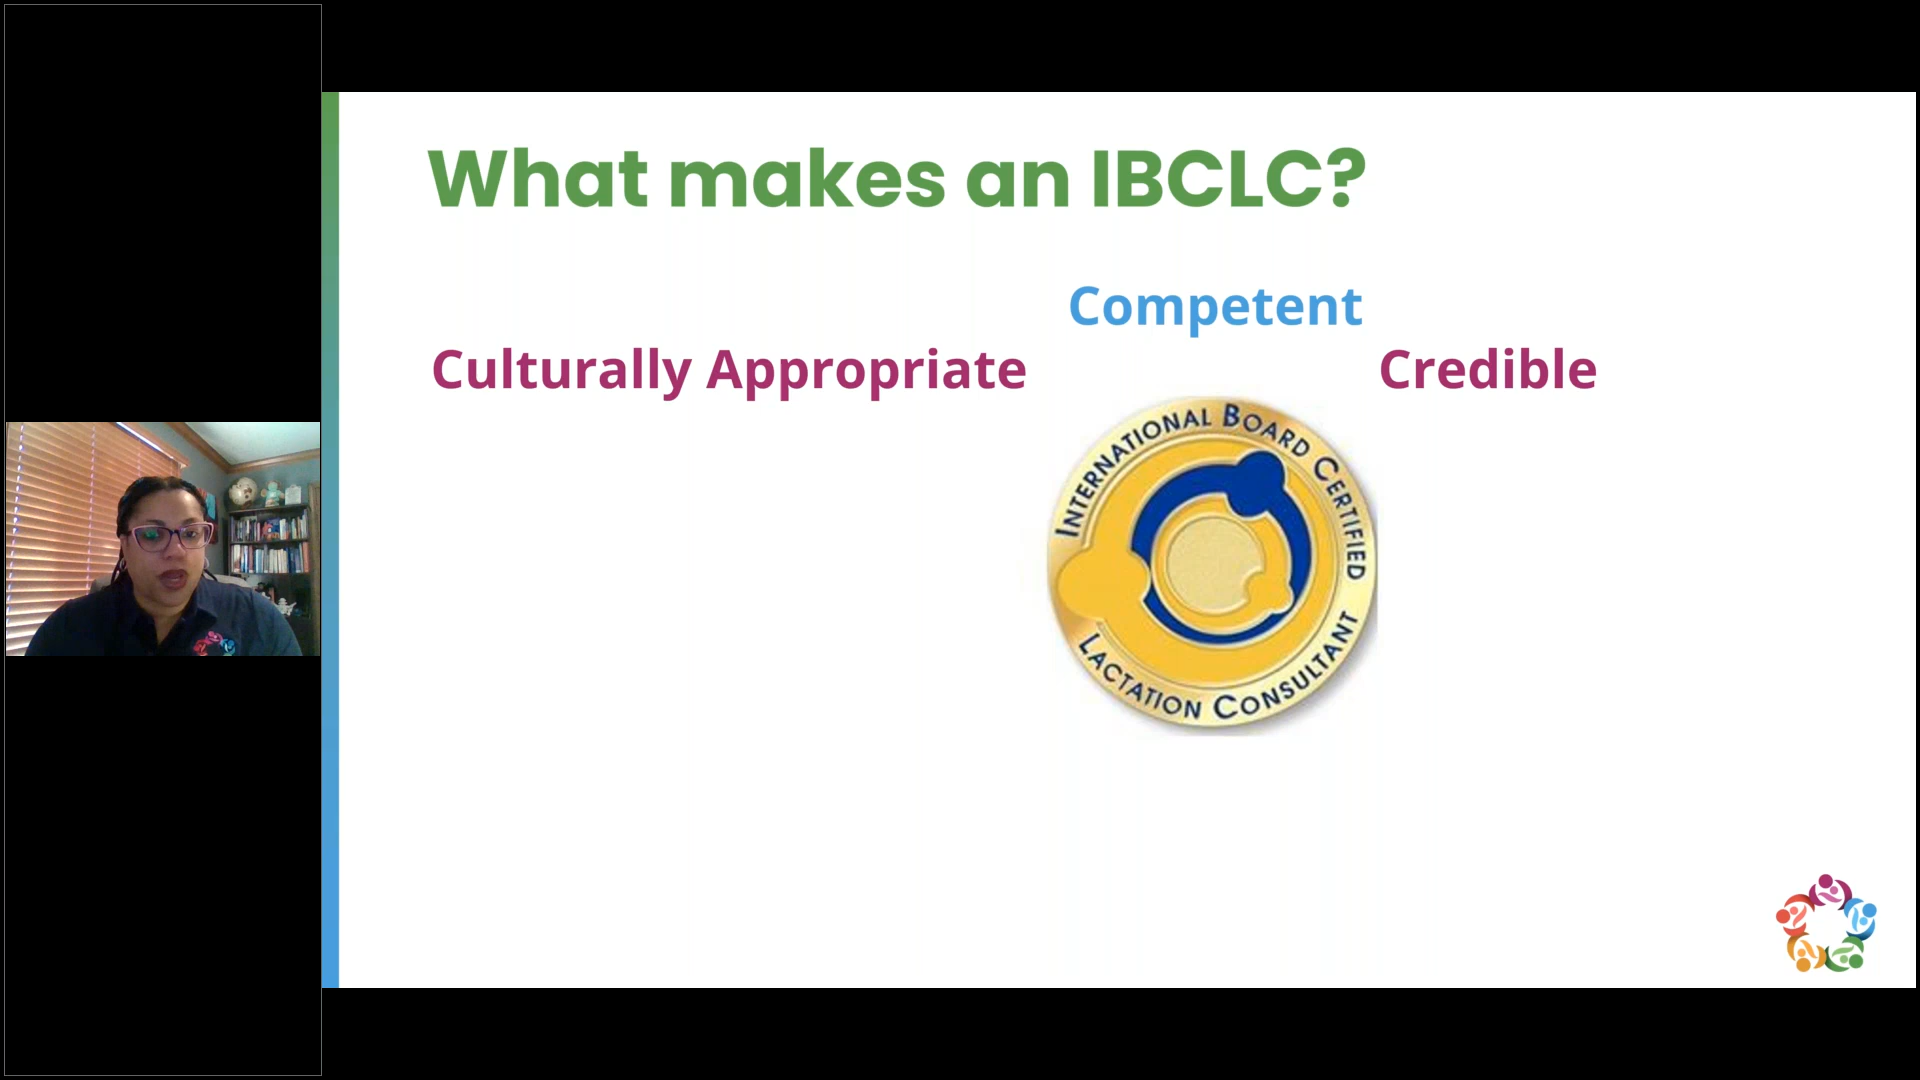 What makes an IBCLC?
Competent
Culturally Appropriate
Credible
INTERNATIONAL BOARD CERTIFIED
LACTATION CONSULTANT